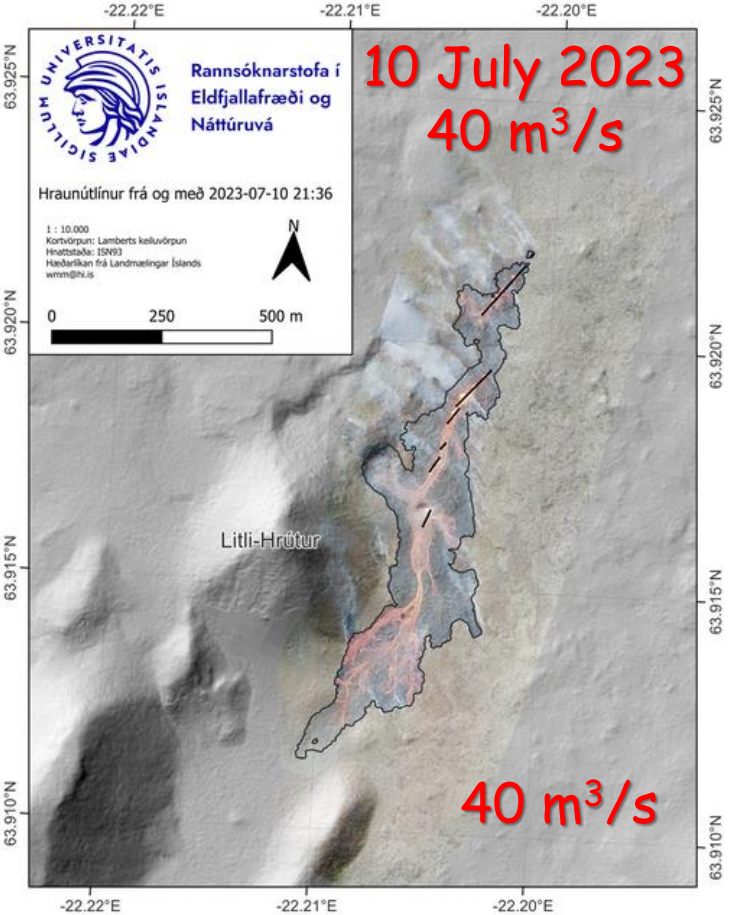 -22.22°E
-22.21°E
-22.20°E
63.925°N
63.920°N
63.915°N
63.910°N
UNIVERSITATIS ISLANDIAE SIGILLUM
Rannsóknarstofa í
Eldfjallafræði og
Náttúruvá
Hraunútlínur frá og með 2023-07-10 21:36
1 : 10.000
Kortvörpun: Lamberts keiluvörpun
Hnattstaða: ISN93
Hæðarlíkan frá Landmælingar Íslands
wmm@hi.is
N
0 250 500 m
10 July 2023
40 m³/s
Litli-Hrútur
40 m³/s
63.925°N
63.920°N
63.915°N
63.910°N
-22.22°E
-22.21°E
-22.20°E